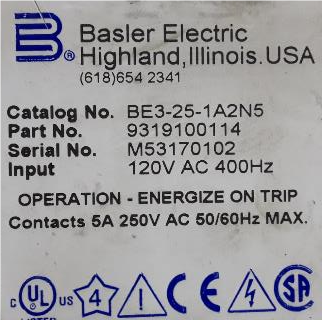 B ® Basler Electric
Highland, Illinois. USA
(618)654 2341
Catalog No. BE3-25-1A2N5
Part No. 9319100114
Serial No. M53170102
Input 120V AC 400Hz
OPERATION - ENERGIZE ON TRIP
Contacts 5A 250V AC 50/60Hz MAX.
C UL US 4 ! CE SA
LISTED